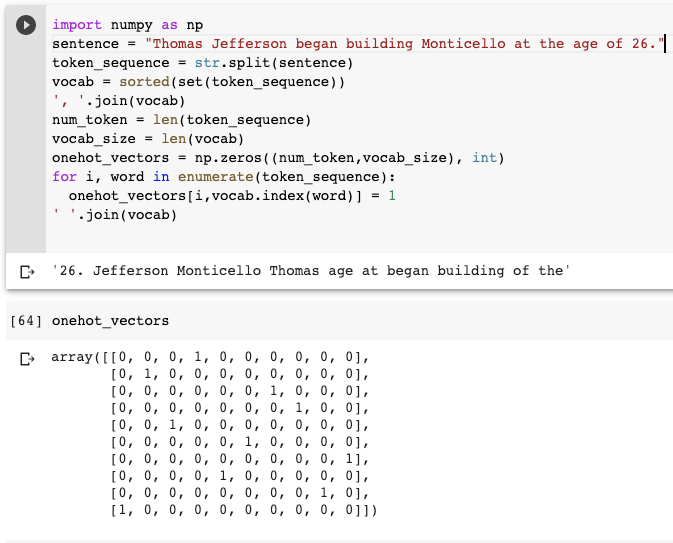 import numpy as np
sentence = "Thomas Jefferson began building Monticello at the age of 26."
token_sequence = str.split(sentence)
vocab = sorted(set(token_sequence))
', '.join(vocab)
num_token = len(token_sequence)
vocab_size = len(vocab)
onehot_vectors = np.zeros((num_token,vocab_size), int)
for i, word in enumerate(token_sequence):
  onehot_vectors[i,vocab.index(word)] = 1
' '.join(vocab)
'26. Jefferson Monticello Thomas age at began building of the'
[64] onehot_vectors
array([[0, 0, 0, 1, 0, 0, 0, 0, 0, 0],
       [0, 1, 0, 0, 0, 0, 0, 0, 0, 0],
       [0, 0, 0, 0, 0, 0, 1, 0, 0, 0],
       [0, 0, 0, 0, 0, 0, 0, 1, 0, 0],
       [0, 0, 1, 0, 0, 0, 0, 0, 0, 0],
       [0, 0, 0, 0, 0, 1, 0, 0, 0, 0],
       [0, 0, 0, 0, 0, 0, 0, 0, 0, 1],
       [0, 0, 0, 0, 1, 0, 0, 0, 0, 0],
       [0, 0, 0, 0, 0, 0, 0, 0, 1, 0],
       [1, 0, 0, 0, 0, 0, 0, 0, 0, 0]])